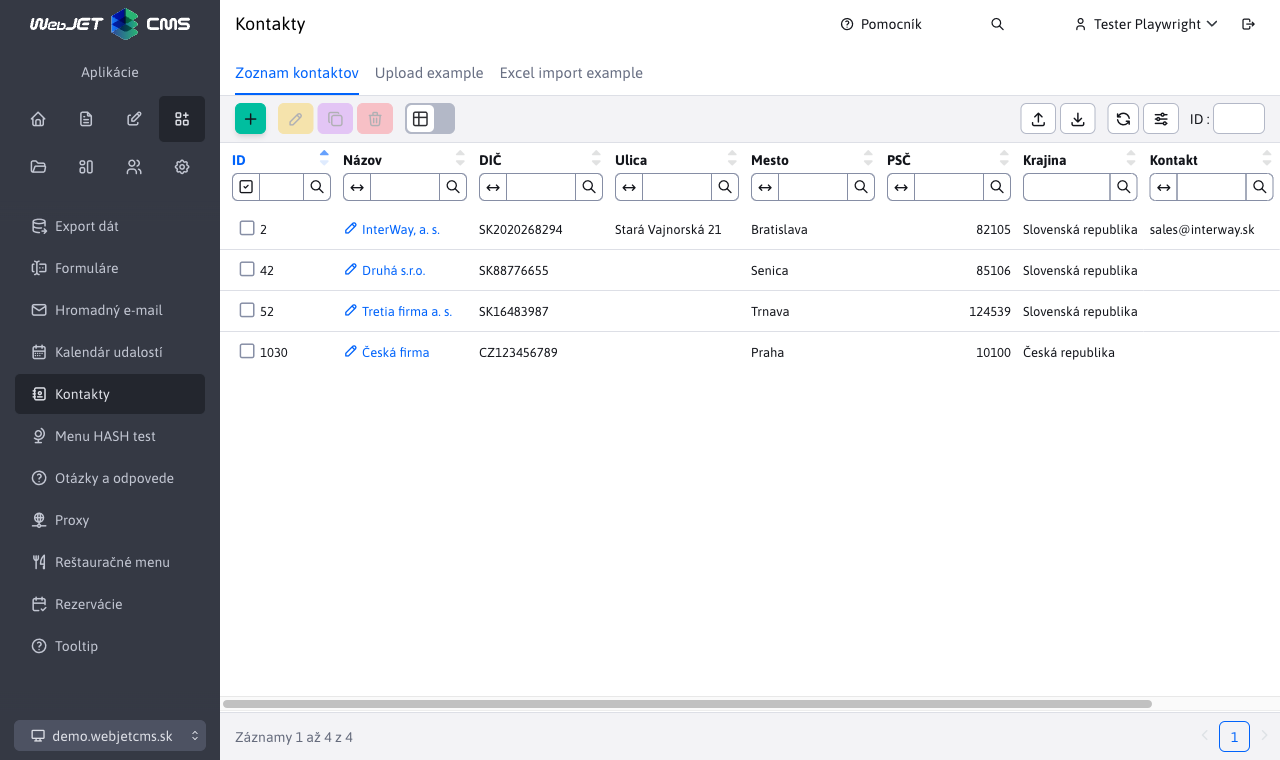 WebJET CMS
Kontakty
Pomocník
Tester Playwright
Aplikácie
Zoznam kontaktov Upload example Excel import example
ID :
Export dát
Formuláre
Hromadný e-mail
Kalendár udalostí
Kontakty
Menu HASH test
Otázky a odpovede
Proxy
Reštauračné menu
Rezervácie
Tooltip
demo.webjetcms.sk
ID Názov DIČ Ulica Mesto PSČ Krajina Kontakt
2 InterWay, a. s. SK2020268294 Stará Vajnorská 21 Bratislava 82105 Slovenská republika sales@interway.sk
42 Druhá s.r.o. SK88776655 Senica 85106 Slovenská republika
52 Tretia firma a. s. SK16483987 Trnava 124539 Slovenská republika
1030 Česká firma CZ123456789 Praha 10100 Česká republika
Záznamy 1 až 4 z 4
1